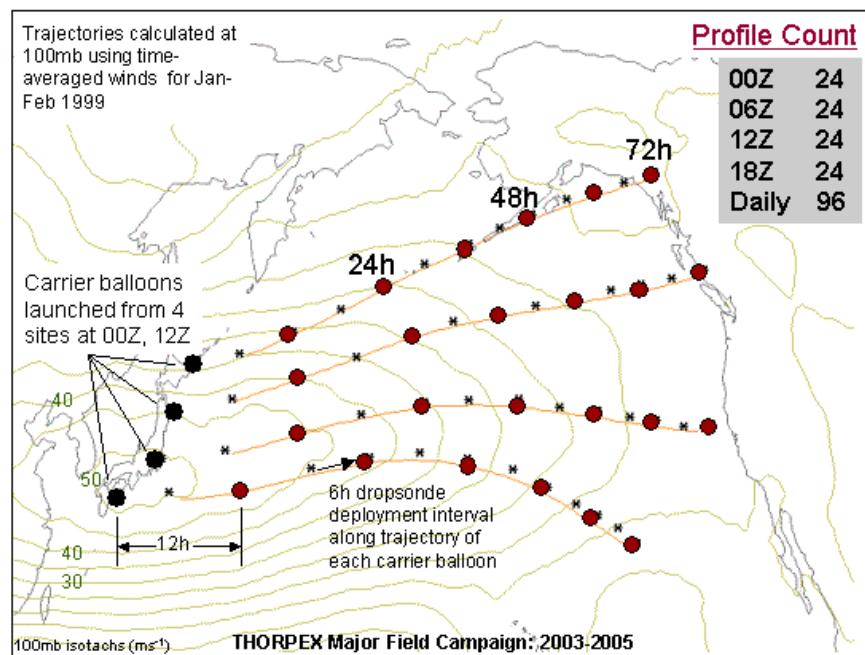 Trajectories calculated at
100mb using time-
averaged winds for Jan-
Feb 1999
Profile Count
00Z 24
06Z 24
12Z 24
18Z 24
Daily 96
72h
48h
24h
Carrier balloons
launched from 4
sites at 00Z, 12Z
40
50
40
30
12h
6h dropsonde
deployment interval
along trajectory of
each carrier balloon
100mb isotachs (ms-1)
THORPEX Major Field Campaign: 2003-2005